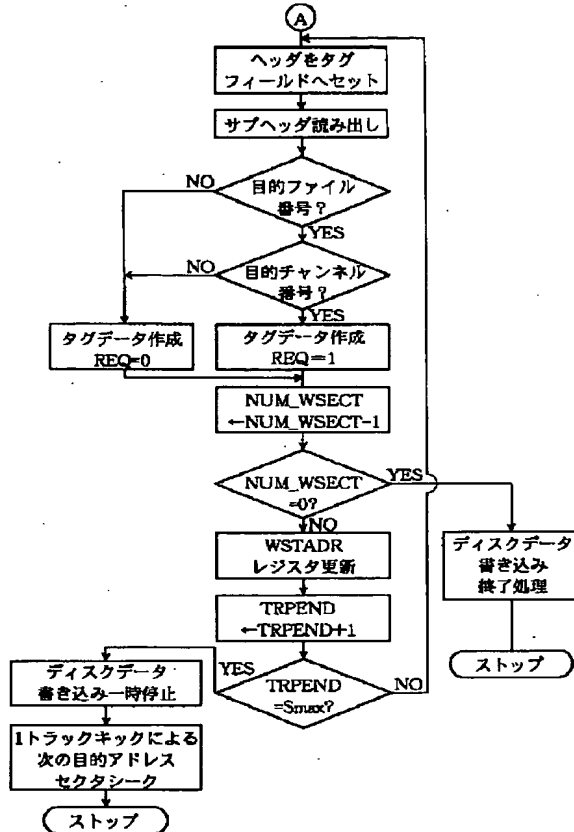 A
ヘッダをタグ
フィールドへセット
サブヘッダ読み出し
目的ファイル
番号?
NO
YES
目的チャンネル
番号?
NO
YES
タグデータ作成
REQ=0
タグデータ作成
REQ=1
NUM_WSECT
←NUM_WSECT-1
NUM_WSECT
=0?
YES
NO
WSTADR
レジスタ更新
ディスクデータ
書き込み
終了処理
ストップ
TRPEND
←TRPEND+1
TRPEND
=Smax?
YES
NO
ディスクデータ
書き込み一時停止
1トラックキックによる
次の目的アドレス
セクタシーク
ストップ